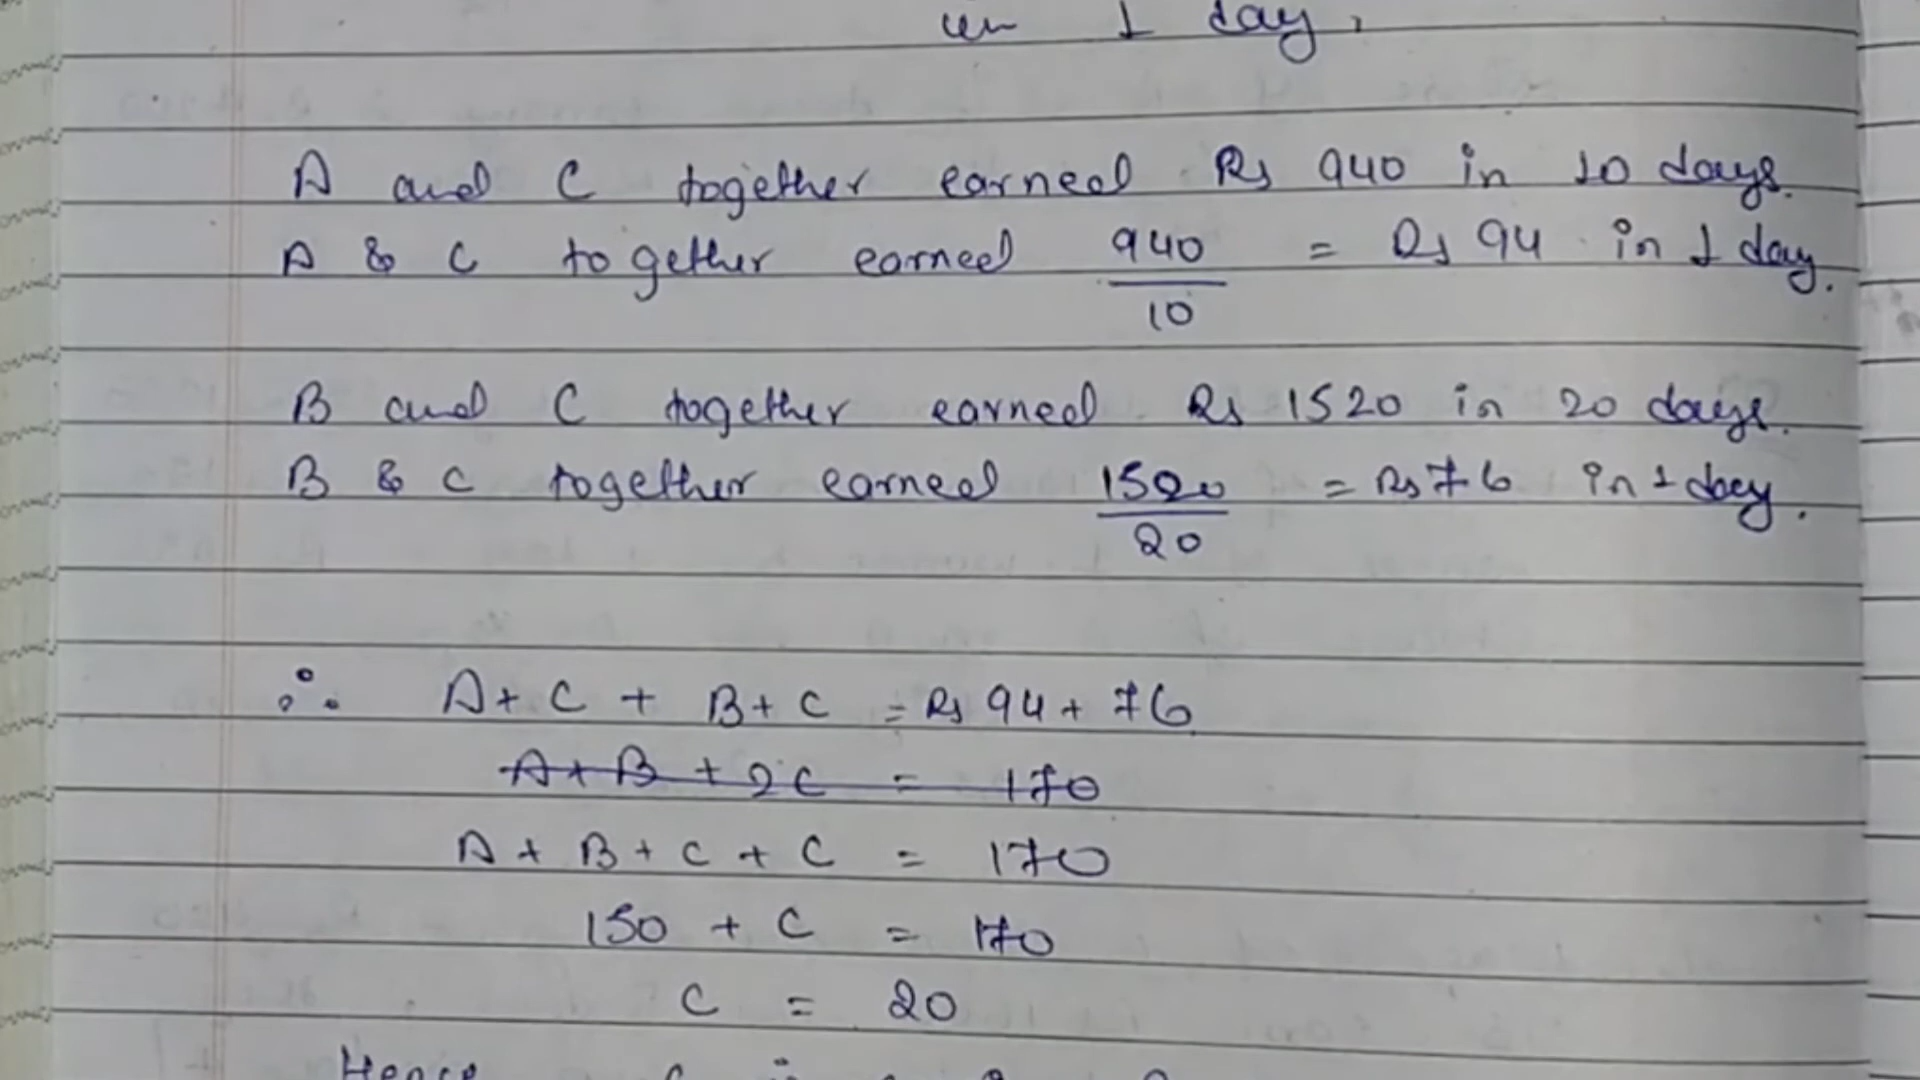 in 1 day.
A and C together earned Rs 940 in 10 days.
A & C together earned 940/10 = Rs 94 in 1 day.
B and C together earned Rs 1520 in 20 days.
B & C together earned 1520/20 = Rs 76 in 1 day.
∴ A + C + B + C = Rs 94 + 76
A + B + 2C = 170
A + B + C + C = 170
150 + C = 170
C = 20
Hence